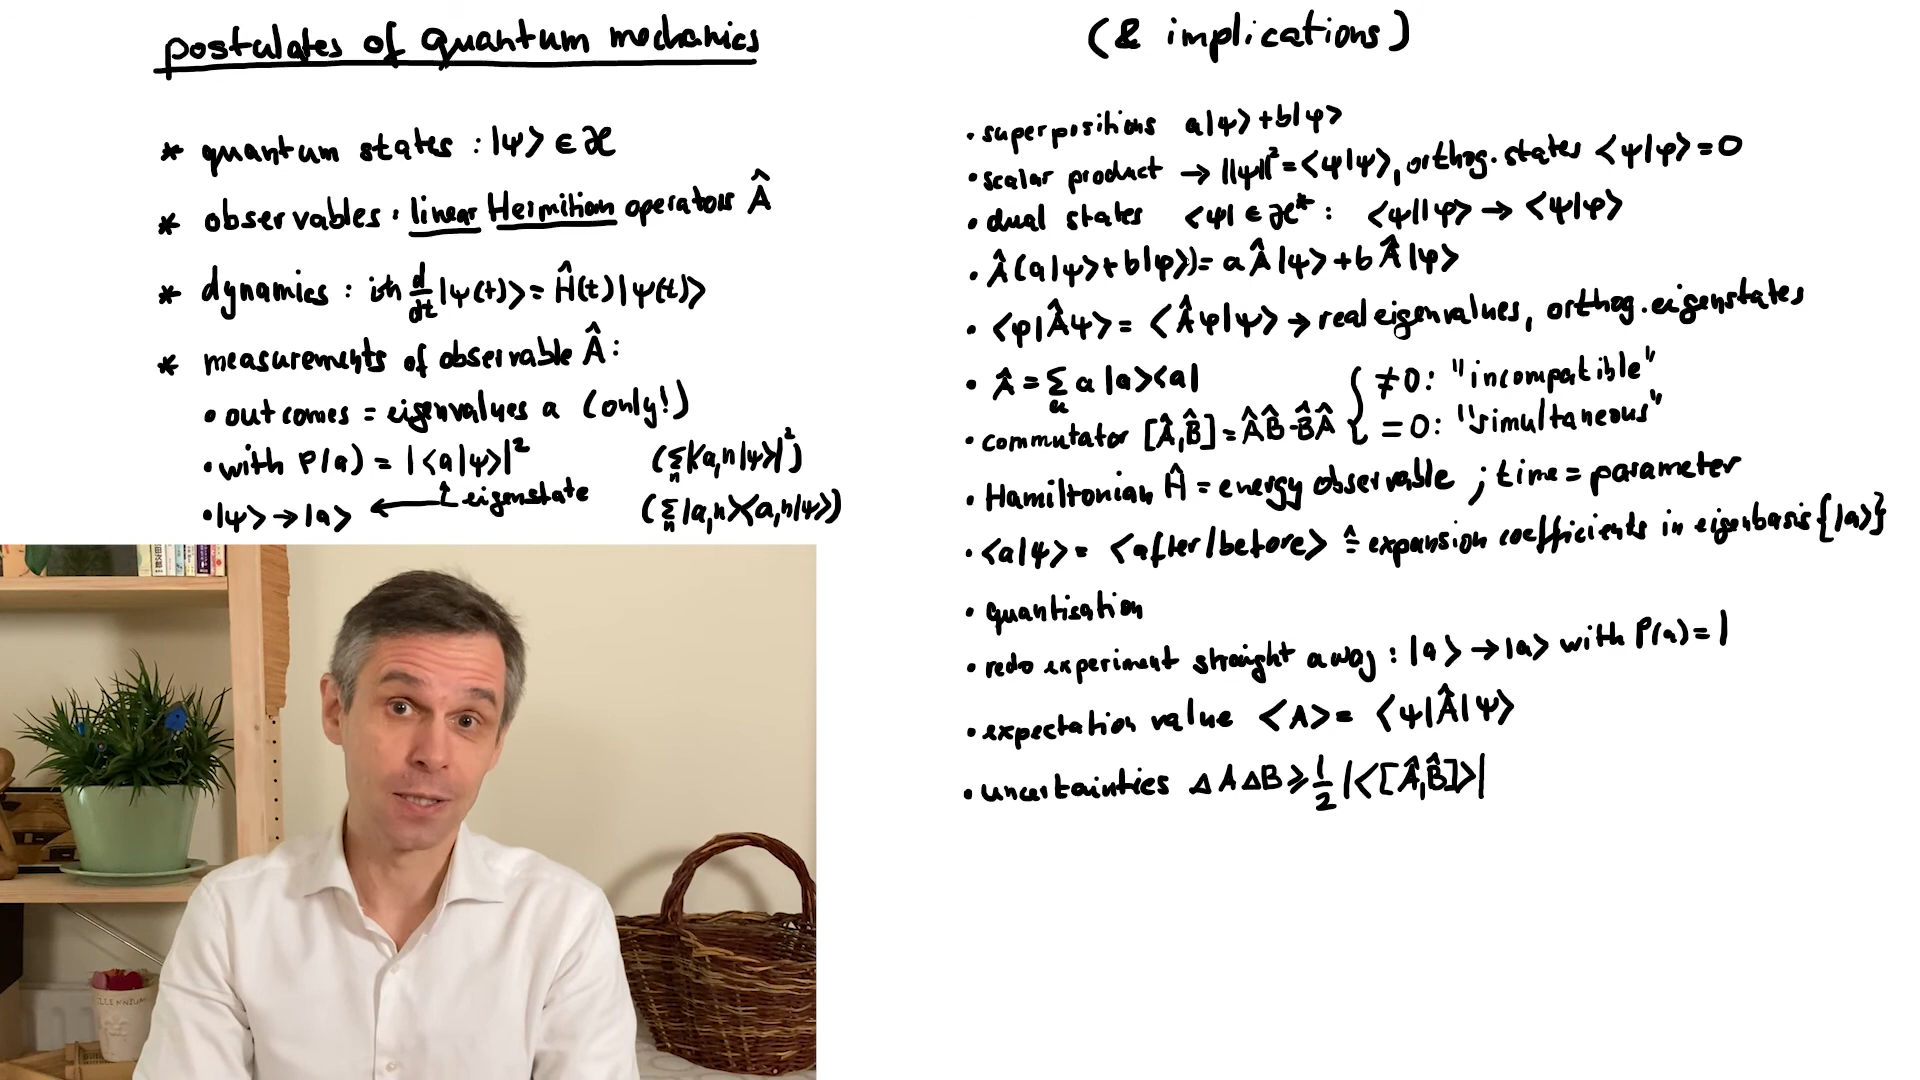 postulates of quantum mechanics
* quantum states : |ψ> ∈ ℋ
* observables : linear Hermitian operators Â
* dynamics : iħ d/dt |ψ(t)> = Ĥ(t)|ψ(t)>
* measurements of observable Â:
• outcomes = eigenvalues a (only!)
• with P(a) = |<a|ψ>|² (∑ₙ|<a,n|ψ>|²)
↑ eigenstate
• |ψ> → |a> ← (∑ₙ|a,n><a,n|ψ>)
(& implications)
• superpositions a|ψ>+b|φ>
• scalar product → ||ψ||²=<ψ|ψ>, orthog. states <ψ|φ>=0
• dual states <ψ| ∈ ℋ* : <ψ||φ> → <ψ|φ>
• Â(a|ψ>+b|φ>)= aÂ|ψ>+bÂ|φ>
• <φ|Âψ> = <Âφ|ψ> → real eigenvalues, orthog. eigenstates
• Â = ∑ₐ a |a><a|
• commutator [Â,B̂]=ÂB̂-B̂Â { ≠0: "incompatible"
=0: "simultaneous"
• Hamiltonian Ĥ = energy observable ; time = parameter
• <a|ψ> = <after|before> ≙ expansion coefficients in eigenbasis {|a>}
• quantisation
• redo experiment straight away : |a> → |a> with P(a)=1
• expectation value <A> = <ψ|Â|ψ>
• uncertainties ΔAΔB ⩾ 1/2 |<[Â,B̂]>|